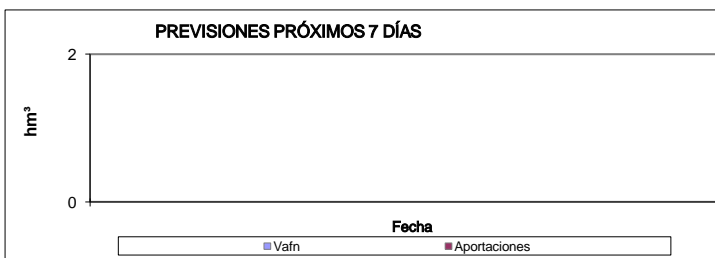 PREVISIONES PRÓXIMOS 7 DÍAS
2
hm³
0
Fecha
Vafn Aportaciones